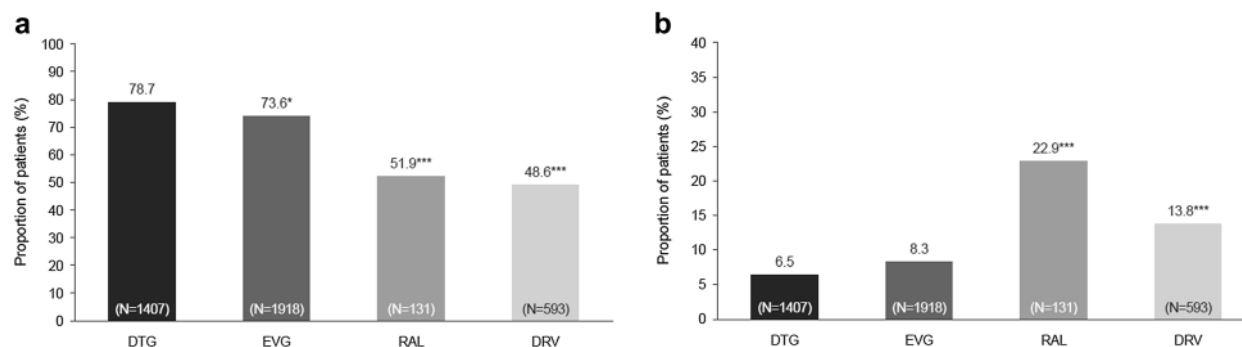 a
Proportion of patients (%)
100
90
80
70
60
50
40
30
20
10
0
78.7
73.6*
51.9***
48.6***
(N=1407)
(N=1918)
(N=131)
(N=593)
DTG
EVG
RAL
DRV
b
Proportion of patients (%)
40
35
30
25
20
15
10
5
0
6.5
8.3
22.9***
13.8***
(N=1407)
(N=1918)
(N=131)
(N=593)
DTG
EVG
RAL
DRV